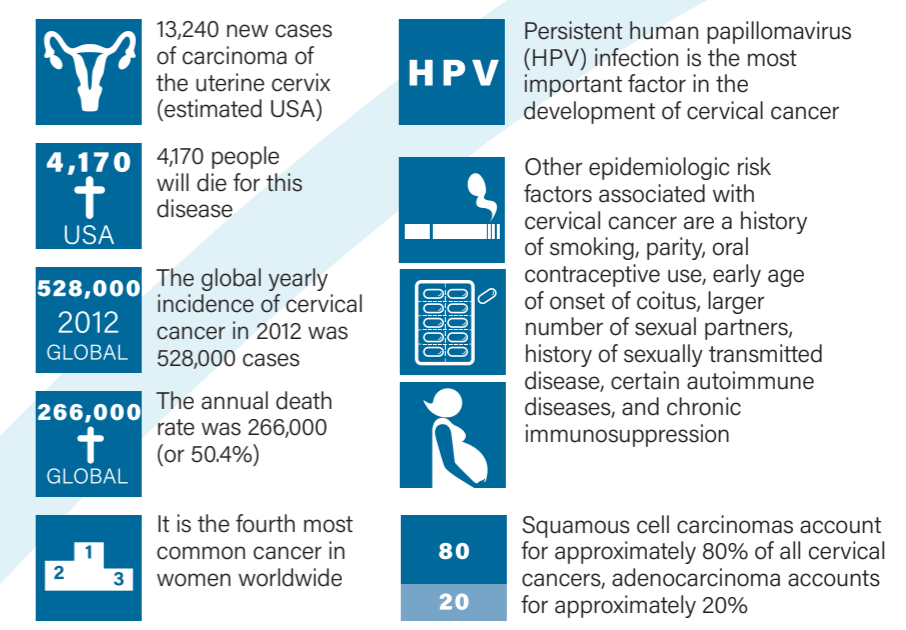 13,240 new cases
of carcinoma of
the uterine cervix
(estimated USA)
4,170
USA
4,170 people
will die for this
disease
528,000
2012
GLOBAL
The global yearly
incidence of cervical
cancer in 2012 was
528,000 cases
266,000
GLOBAL
The annual death
rate was 266,000
(or 50.4%)
1
2
3
It is the fourth most
common cancer in
women worldwide
HPV
Persistent human papillomavirus
(HPV) infection is the most
important factor in the
development of cervical cancer
Other epidemiologic risk
factors associated with
cervical cancer are a history
of smoking, parity, oral
contraceptive use, early age
of onset of coitus, larger
number of sexual partners,
history of sexually transmitted
disease, certain autoimmune
diseases, and chronic
immunosuppression
80
20
Squamous cell carcinomas account
for approximately 80% of all cervical
cancers, adenocarcinoma accounts
for approximately 20%